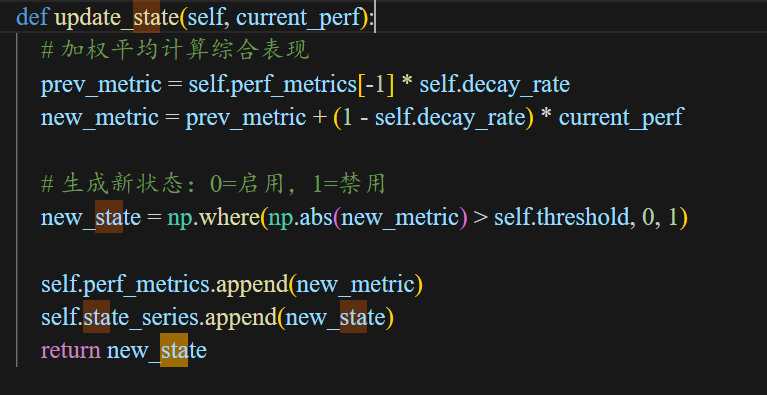 def update_state(self, current_perf):
# 加权平均计算综合表现
prev_metric = self.perf_metrics[-1] * self.decay_rate
new_metric = prev_metric + (1 - self.decay_rate) * current_perf
# 生成新状态：0=启用，1=禁用
new_state = np.where(np.abs(new_metric) > self.threshold, 0, 1)
self.perf_metrics.append(new_metric)
self.state_series.append(new_state)
return new_state